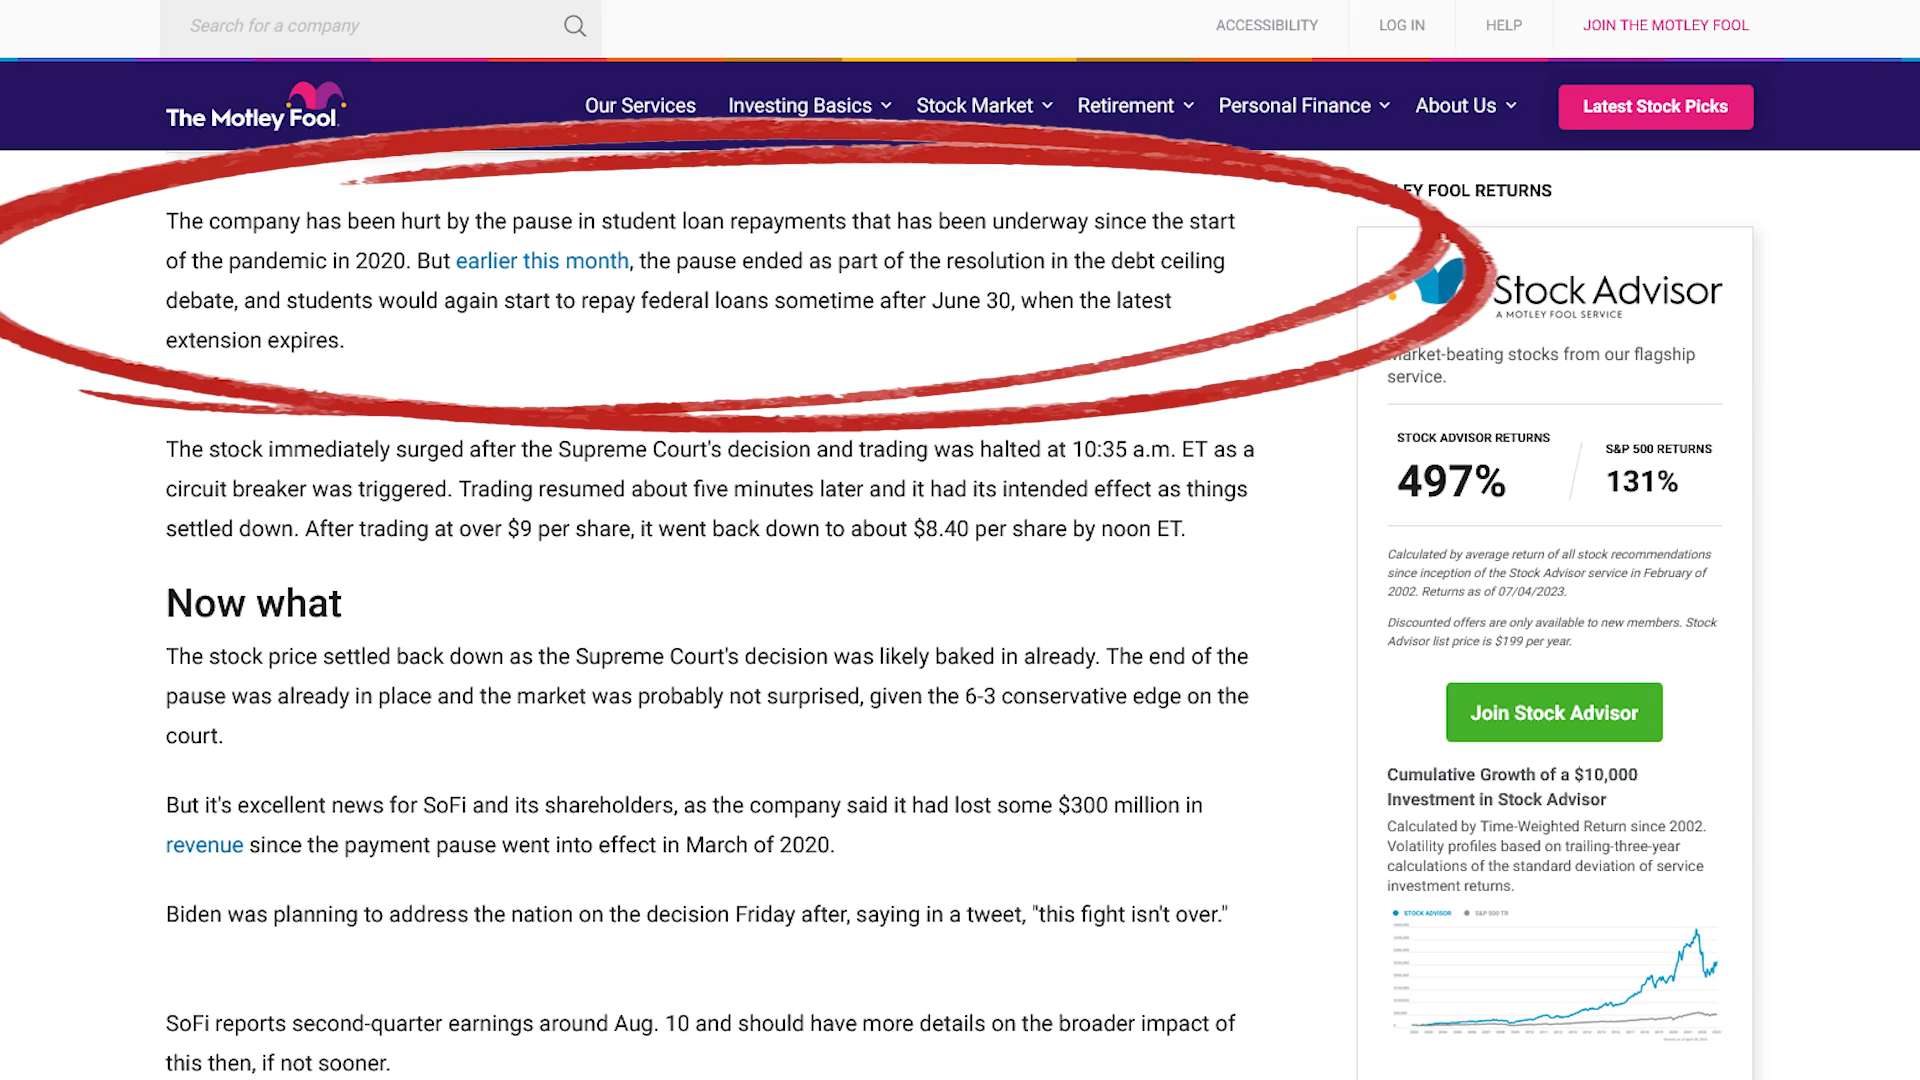 Search for a company
ACCESSIBILITY
LOG IN
HELP
JOIN THE MOTLEY FOOL
The Motley Fool
Our Services
Investing Basics
Stock Market
Retirement
Personal Finance
About Us
Latest Stock Picks
The company has been hurt by the pause in student loan repayments that has been underway since the start
of the pandemic in 2020. But earlier this month, the pause ended as part of the resolution in the debt ceiling
debate, and students would again start to repay federal loans sometime after June 30, when the latest
extension expires.
The stock immediately surged after the Supreme Court's decision and trading was halted at 10:35 a.m. ET as a
circuit breaker was triggered. Trading resumed about five minutes later and it had its intended effect as things
settled down. After trading at over $9 per share, it went back down to about $8.40 per share by noon ET.
Now what
The stock price settled back down as the Supreme Court's decision was likely baked in already. The end of the
pause was already in place and the market was probably not surprised, given the 6-3 conservative edge on the
court.
But it's excellent news for SoFi and its shareholders, as the company said it had lost some $300 million in
revenue since the payment pause went into effect in March of 2020.
Biden was planning to address the nation on the decision Friday after, saying in a tweet, "this fight isn't over."
SoFi reports second-quarter earnings around Aug. 10 and should have more details on the broader impact of
this then, if not sooner.
FOOL RETURNS
Stock Advisor
A MOTLEY FOOL SERVICE
Market-beating stocks from our flagship
service.
STOCK ADVISOR RETURNS
497%
S&P 500 RETURNS
131%
Calculated by average return of all stock recommendations
since inception of the Stock Advisor service in February of
2002. Returns as of 07/04/2023.
Discounted offers are only available to new members. Stock
Advisor list price is $199 per year.
Join Stock Advisor
Cumulative Growth of a $10,000
Investment in Stock Advisor
Calculated by Time-Weighted Return since 2002.
Volatility profiles based on trailing-three-year
calculations of the standard deviation of service
investment returns.
STOCK ADVISOR
S&P 500 TR